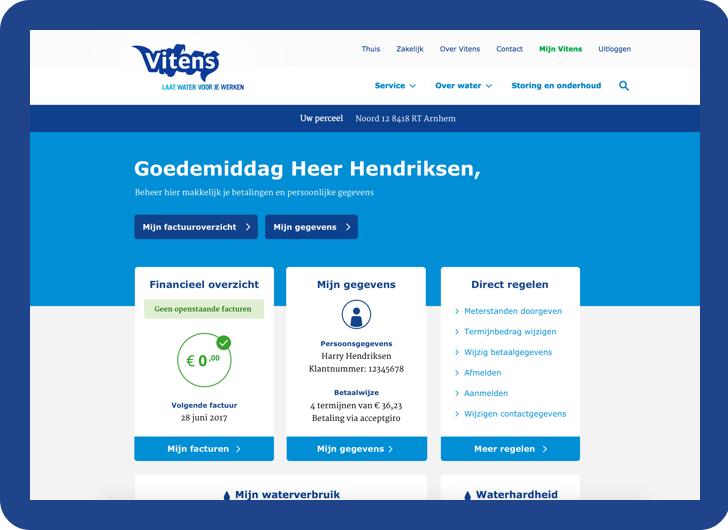 Vitens
LAAT WATER VOOR JE WERKEN
Thuis Zakelijk Over Vitens Contact Mijn Vitens Uitloggen
Service Over water Storing en onderhoud
Uw perceel Noord 12 8418 RT Arnhem
Goedemiddag Heer Hendriksen,
Beheer hier makkelijk je betalingen en persoonlijke gegevens
Mijn factuuroverzicht Mijn gegevens
Financieel overzicht
Geen openstaande facturen
€ 0,00
Volgende factuur
28 juni 2017
Mijn facturen
Mijn gegevens
Persoonsgegevens
Harry Hendriksen
Klantnummer: 12345678
Betaalwijze
4 termijnen van € 36,23
Betaling via acceptgiro
Mijn gegevens
Direct regelen
Meterstanden doorgeven
Termijnbedrag wijzigen
Wijzig betaalgegevens
Afmelden
Aanmelden
Wijzigen contactgegevens
Meer regelen
Mijn waterverbruik
Waterhardheid